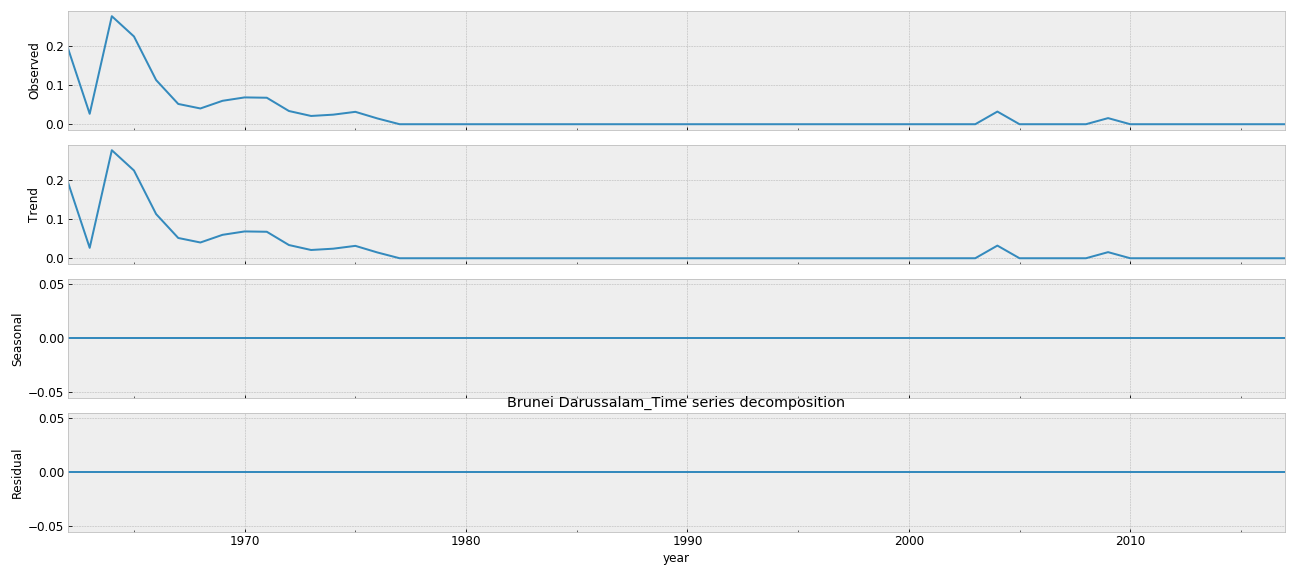 Observed
0.2
0.1
0.0
Trend
0.2
0.1
0.0
Seasonal
0.05
0.00
−0.05
Brunei Darussalam_Time series decomposition
Residual
0.05
0.00
−0.05
1970 1980 1990 2000 2010
year